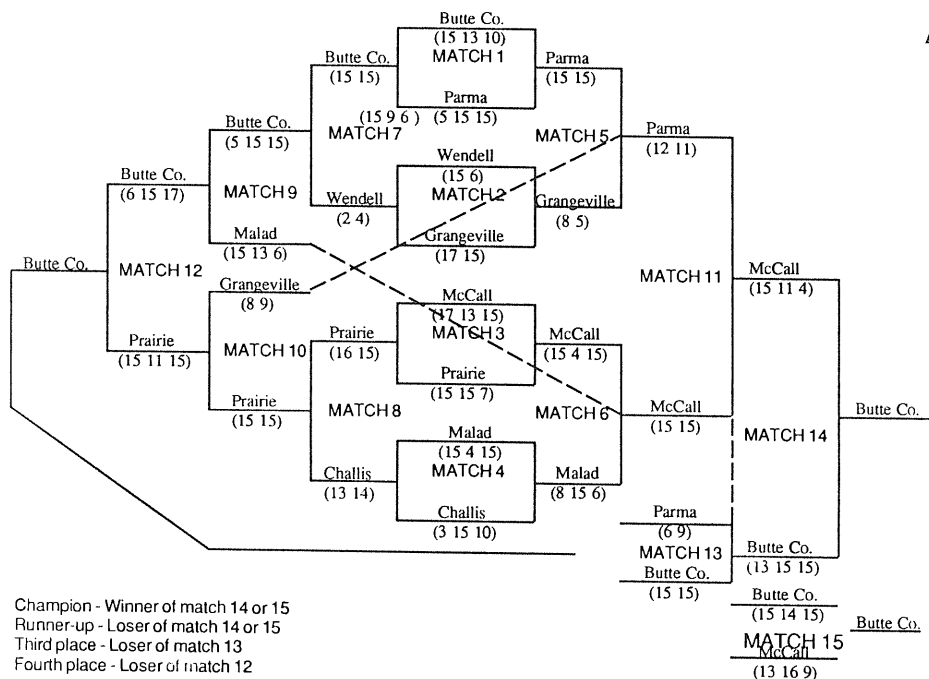 Butte Co.
(15 13 10)
MATCH 1
Parma
(5 15 15)
Butte Co.
(15 15)
(15 9 6 )
MATCH 7
Parma
(15 15)
MATCH 5
Parma
(12 11)
Butte Co.
(5 15 15)
MATCH 9
Wendell
(15 6)
MATCH 2
Grangeville
(17 15)
Wendell
(2 4)
Grangeville
(8 5)
Butte Co.
(6 15 17)
Malad
(15 13 6)
Butte Co.
MATCH 12
Grangeville
(8 9)
MATCH 11
McCall
(15 11 4)
McCall
(17 13 15)
MATCH 3
Prairie
(15 15 7)
Prairie
(16 15)
McCall
(15 4 15)
Prairie
(15 11 15)
MATCH 10
Prairie
(15 15)
MATCH 8
MATCH 6
McCall
(15 15)
MATCH 14
Butte Co.
Malad
(15 4 15)
MATCH 4
Challis
(3 15 10)
Challis
(13 14)
Malad
(8 15 6)
Parma
(6 9)
MATCH 13
Butte Co.
(15 15)
Butte Co.
(13 15 15)
Butte Co.
(15 14 15)
MATCH 15
McCall
(13 16 9)
Butte Co.
Champion - Winner of match 14 or 15
Runner-up - Loser of match 14 or 15
Third place - Loser of match 13
Fourth place - Loser of match 12